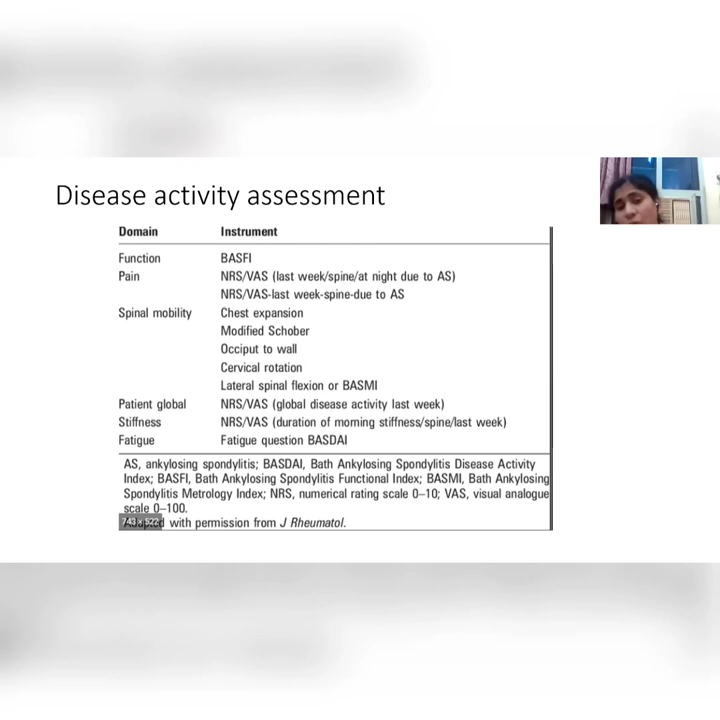 Disease activity assessment
Domain Instrument
Function BASFI
Pain NRS/VAS (last week/spine/at night due to AS)
NRS/VAS-last week-spine-due to AS
Spinal mobility Chest expansion
Modified Schober
Occiput to wall
Cervical rotation
Lateral spinal flexion or BASMI
Patient global NRS/VAS (global disease activity last week)
Stiffness NRS/VAS (duration of morning stiffness/spine/last week)
Fatigue Fatigue question BASDAI
AS, ankylosing spondylitis; BASDAI, Bath Ankylosing Spondylitis Disease Activity
Index; BASFI, Bath Ankylosing Spondylitis Functional Index; BASMI, Bath Ankylosing
Spondylitis Metrology Index; NRS, numerical rating scale 0–10; VAS, visual analogue
scale 0–100.
with permission from J Rheumatol.